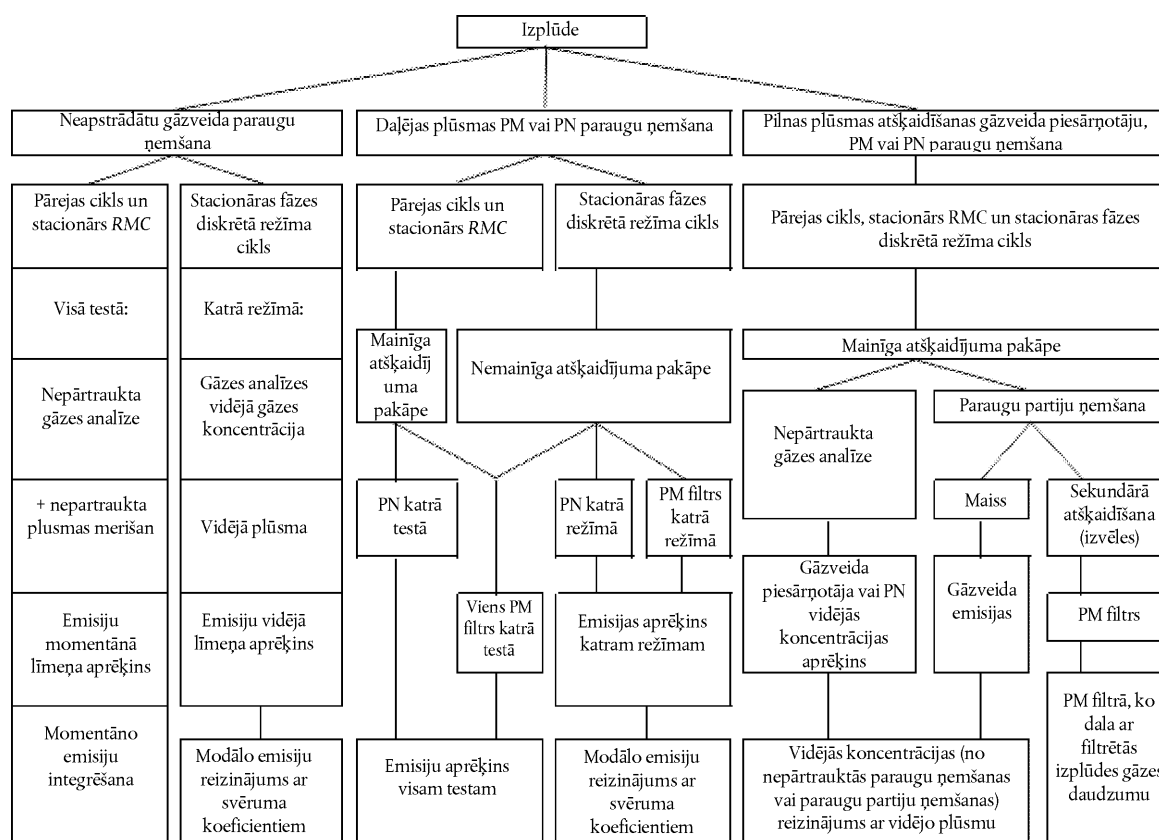 Izplūde
Neapstrādātu gāzveida paraugu
ņemšana
Daļējas plūsmas PM vai PN paraugu ņemšana
Pilnas plūsmas atšķaidīšanas gāzveida piesārņotāju,
PM vai PN paraugu ņemšana
Pārejas cikls un
stacionārs RMC
Stacionāras fāzes
diskrētā režīma
cikls
Pārejas cikls un
stacionārs RMC
Stacionāras fāzes
diskrētā režīma
cikls
Pārejas cikls, stacionārs RMC un stacionāras fāzes
diskrētā režīma cikls
Visā testā:
Katrā režīmā:
Mainīga
atšķaidīj
uma
pakāpe
Nemainīga atšķaidījuma pakāpe
Mainīga atšķaidījuma pakāpe
Nepārtraukta
gāzes analīze
Gāzes analīzes
vidējā gāzes
koncentrācija
Nepārtraukta
gāzes analīze
Paraugu partiju ņemšana
+ nepartraukta
plusmas merišan
Vidējā plūsma
PN katrā
testā
PN katrā
režīmā
PM filtrs
katrā
režīmā
Maiss
Sekundārā
atšķaidīšana
(izvēles)
Emisiju
momentānā
līmeņa aprēķins
Emisiju vidējā
līmeņa aprēķins
Viens PM
filtrs katrā
testā
Emisijas aprēķins
katram režīmam
Gāzveida
piesārņotāja vai PN
vidējās
koncentrācijas
aprēķins
Gāzveida
emisijas
PM filtrs
Momentāno
emisiju
integrēšana
Modālo emisiju
reizinājums ar
svēruma
koeficientiem
Emisiju aprēķins
visam testam
Modālo emisiju
reizinājums ar
svēruma
koeficientiem
Vidējās koncentrācijas (no
nepārtrauktās paraugu ņemšanas
vai paraugu partiju ņemšanas)
reizinājums ar vidējo plūsmu
PM filtrā, ko
dala ar
filtrētās
izplūdes gāzes
daudzumu